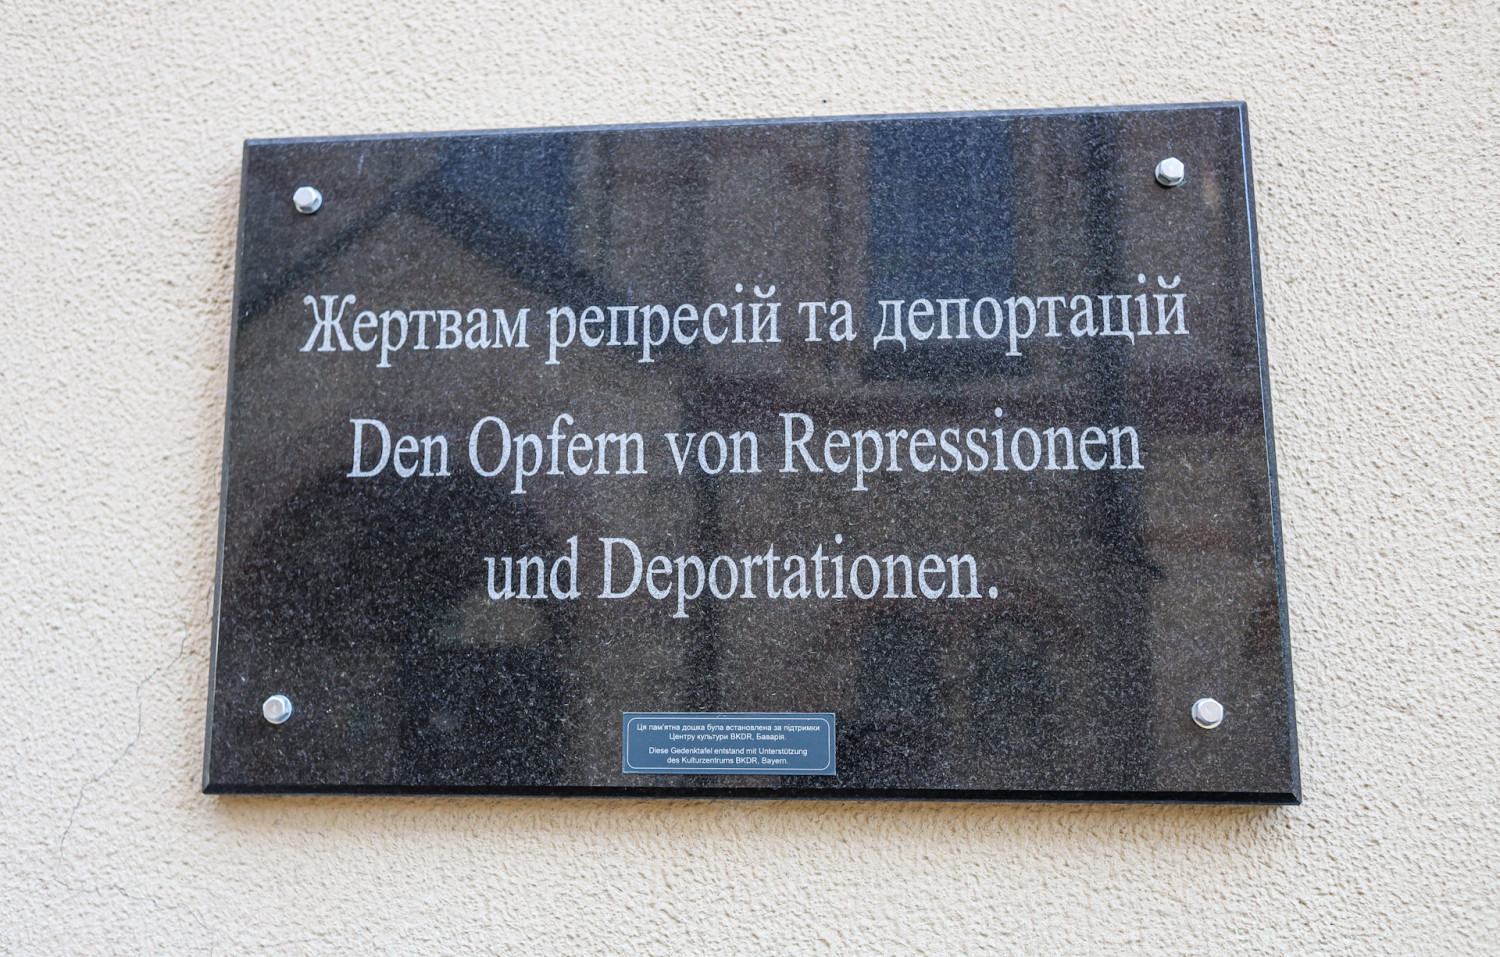 Жертвам репресій та депортацій
Den Opfern von Repressionen
und Deportationen.
Ця пам'ятна дошка була встановлена за підтримки
Центру культури BKDR, Баварія.
Diese Gedenktafel entstand mit Unterstützung
des Kulturzentrums BKDR, Bayern.